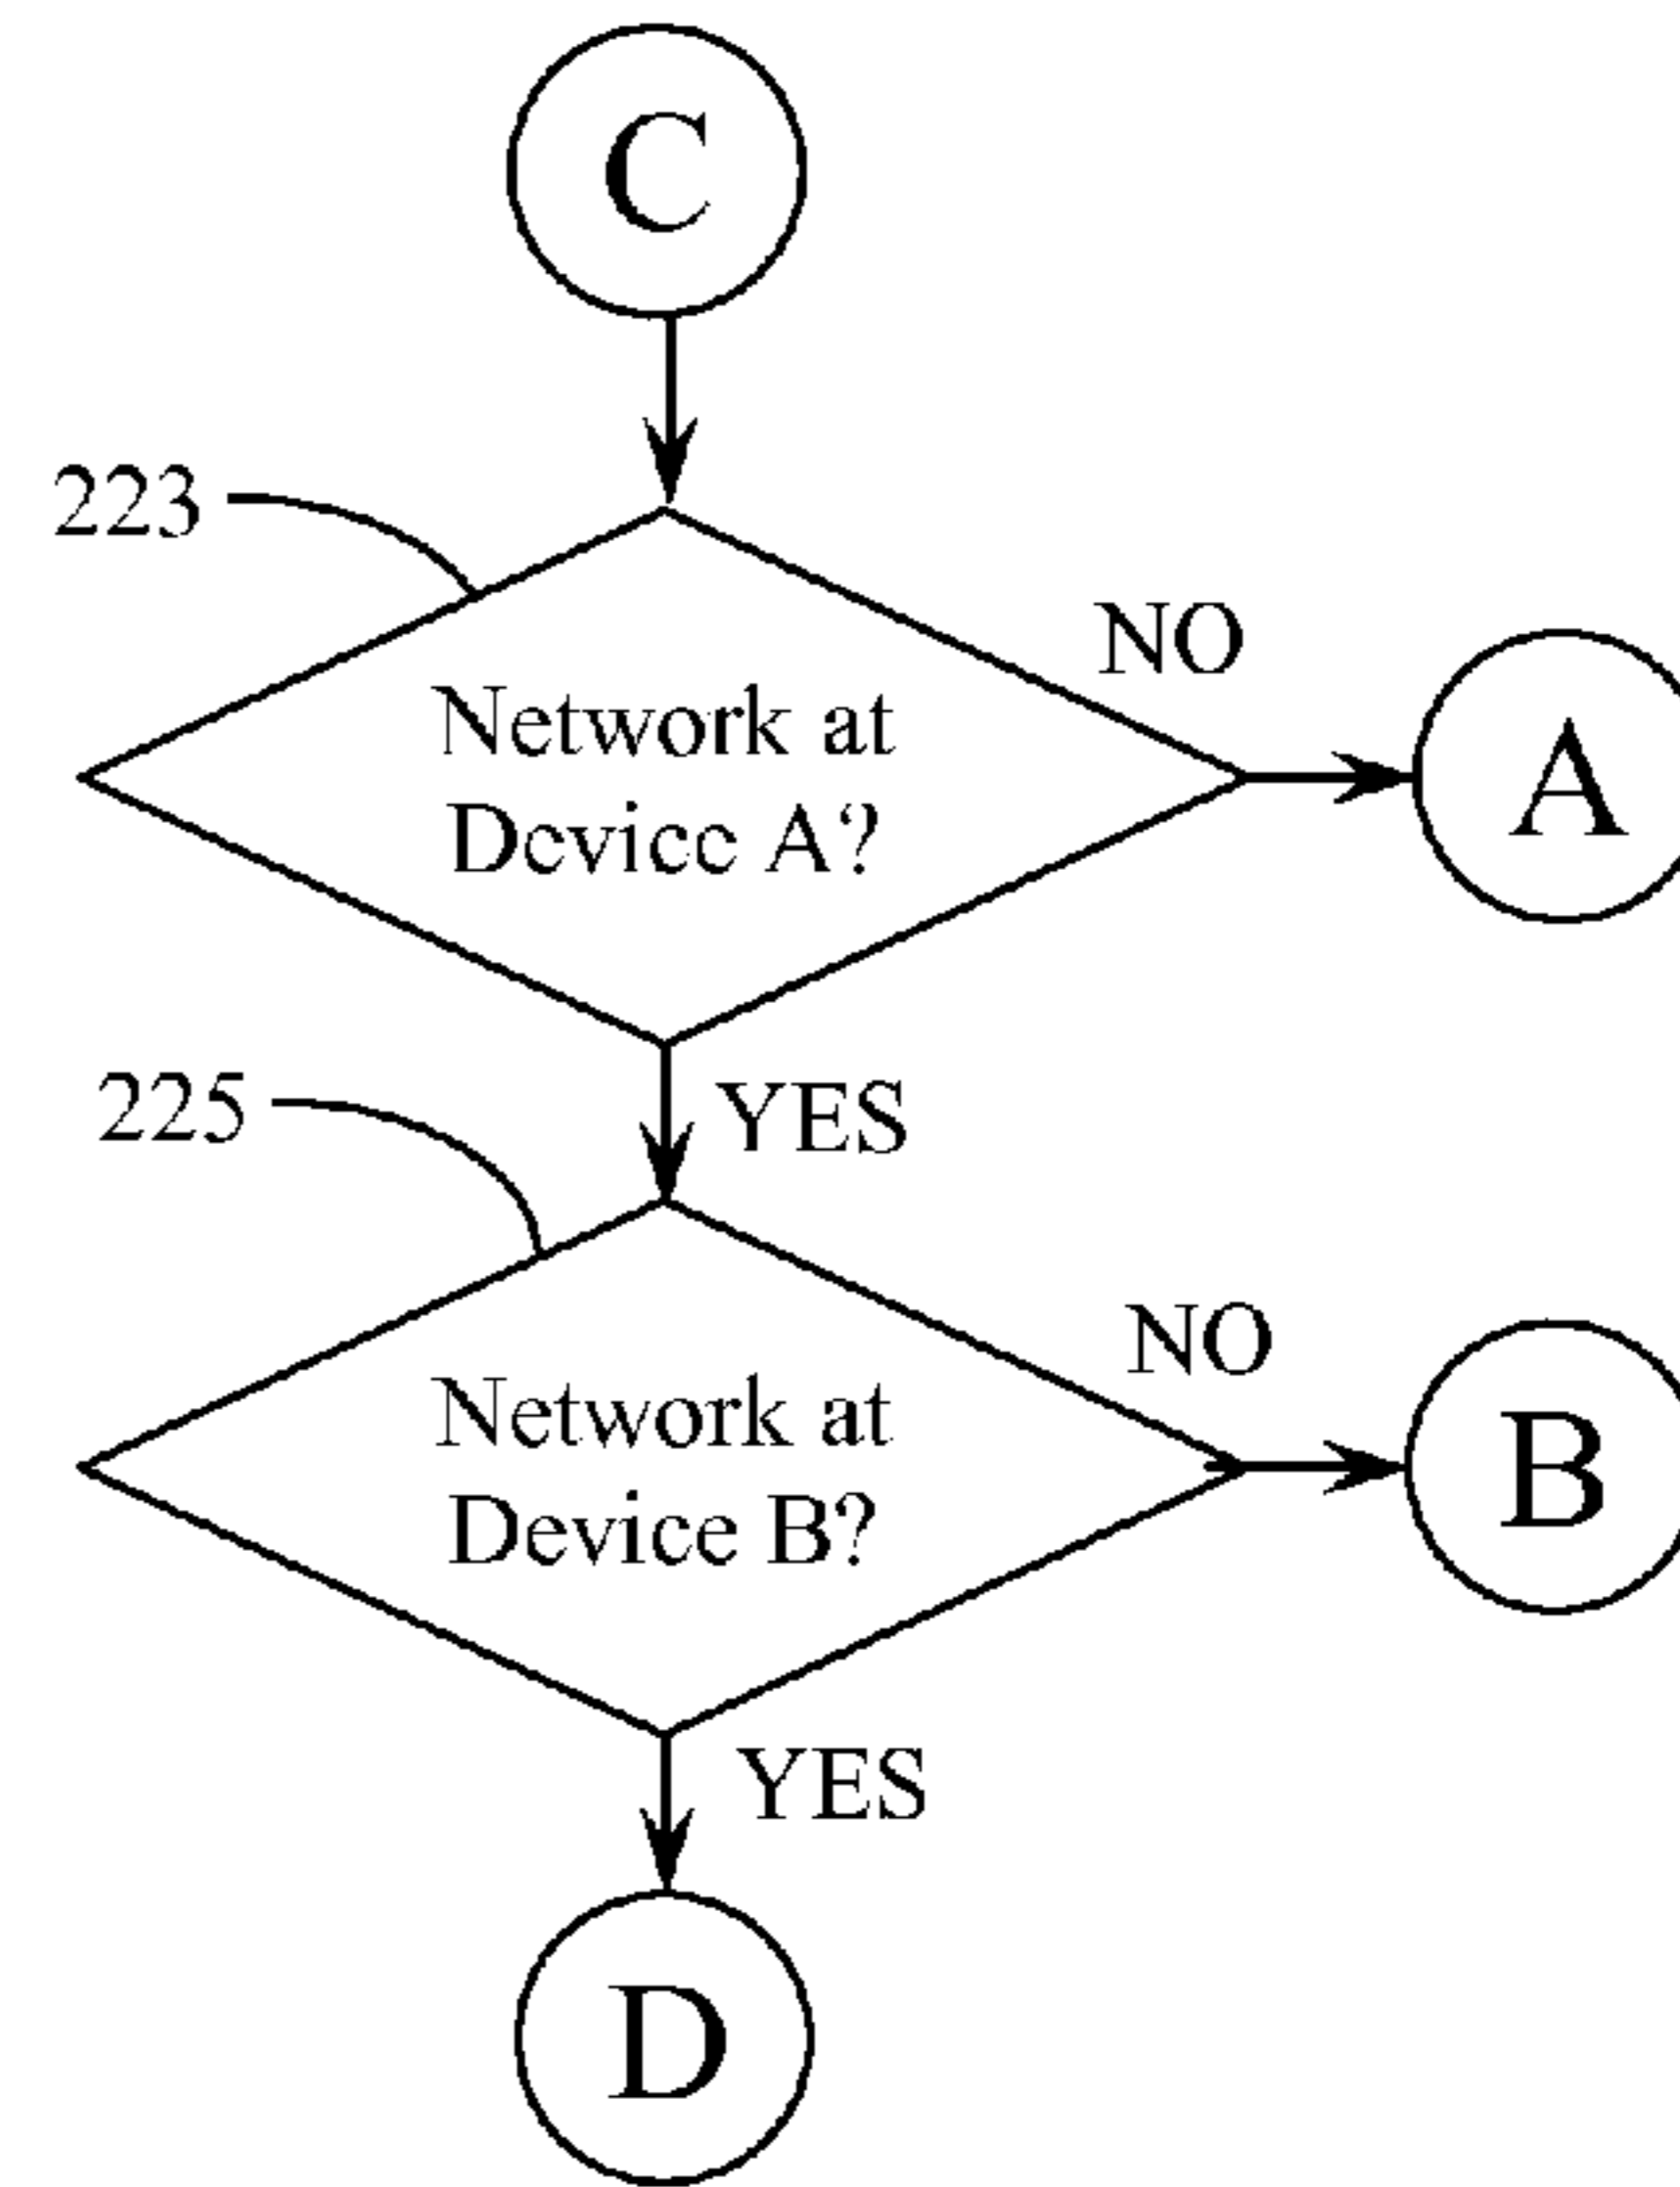 C
223
NO
Network at
Device A?
A
YES
225
NO
Network at
Device B?
B
YES
D